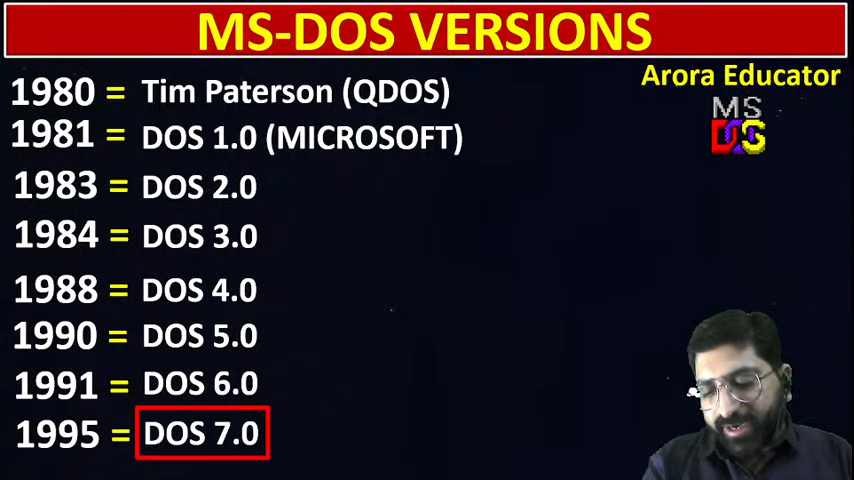 MS-DOS VERSIONS
Arora Educator
MS
DOS
1980 = Tim Paterson (QDOS)
1981 = DOS 1.0 (MICROSOFT)
1983 = DOS 2.0
1984 = DOS 3.0
1988 = DOS 4.0
1990 = DOS 5.0
1991 = DOS 6.0
1995 = DOS 7.0